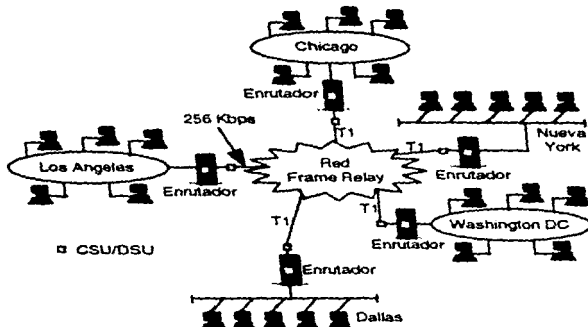 Chicago
Enrutador
256 Kbps
T1
Nueva
York
Los Angeles
Enrutador
Red
Frame Relay
T1
Enrutador
T1
Washington DC
Enrutador
T1
CSU/DSU
Enrutador
Dallas